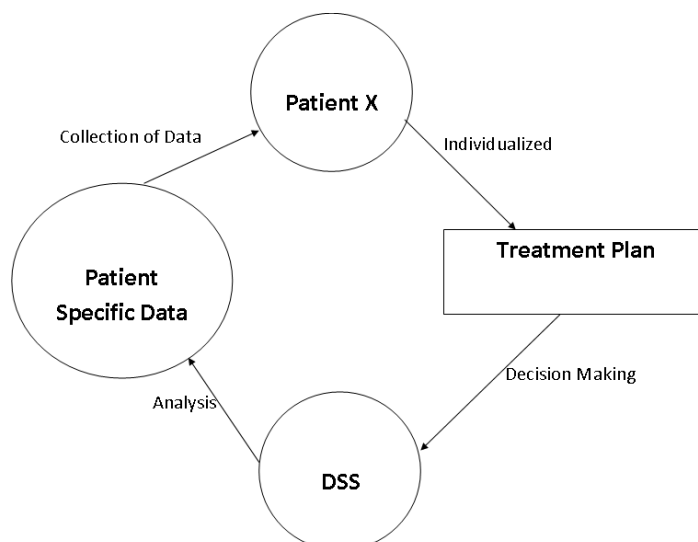 Patient X
Collection of Data
Individualized
Treatment Plan
Patient
Specific Data
Decision Making
Analysis
DSS